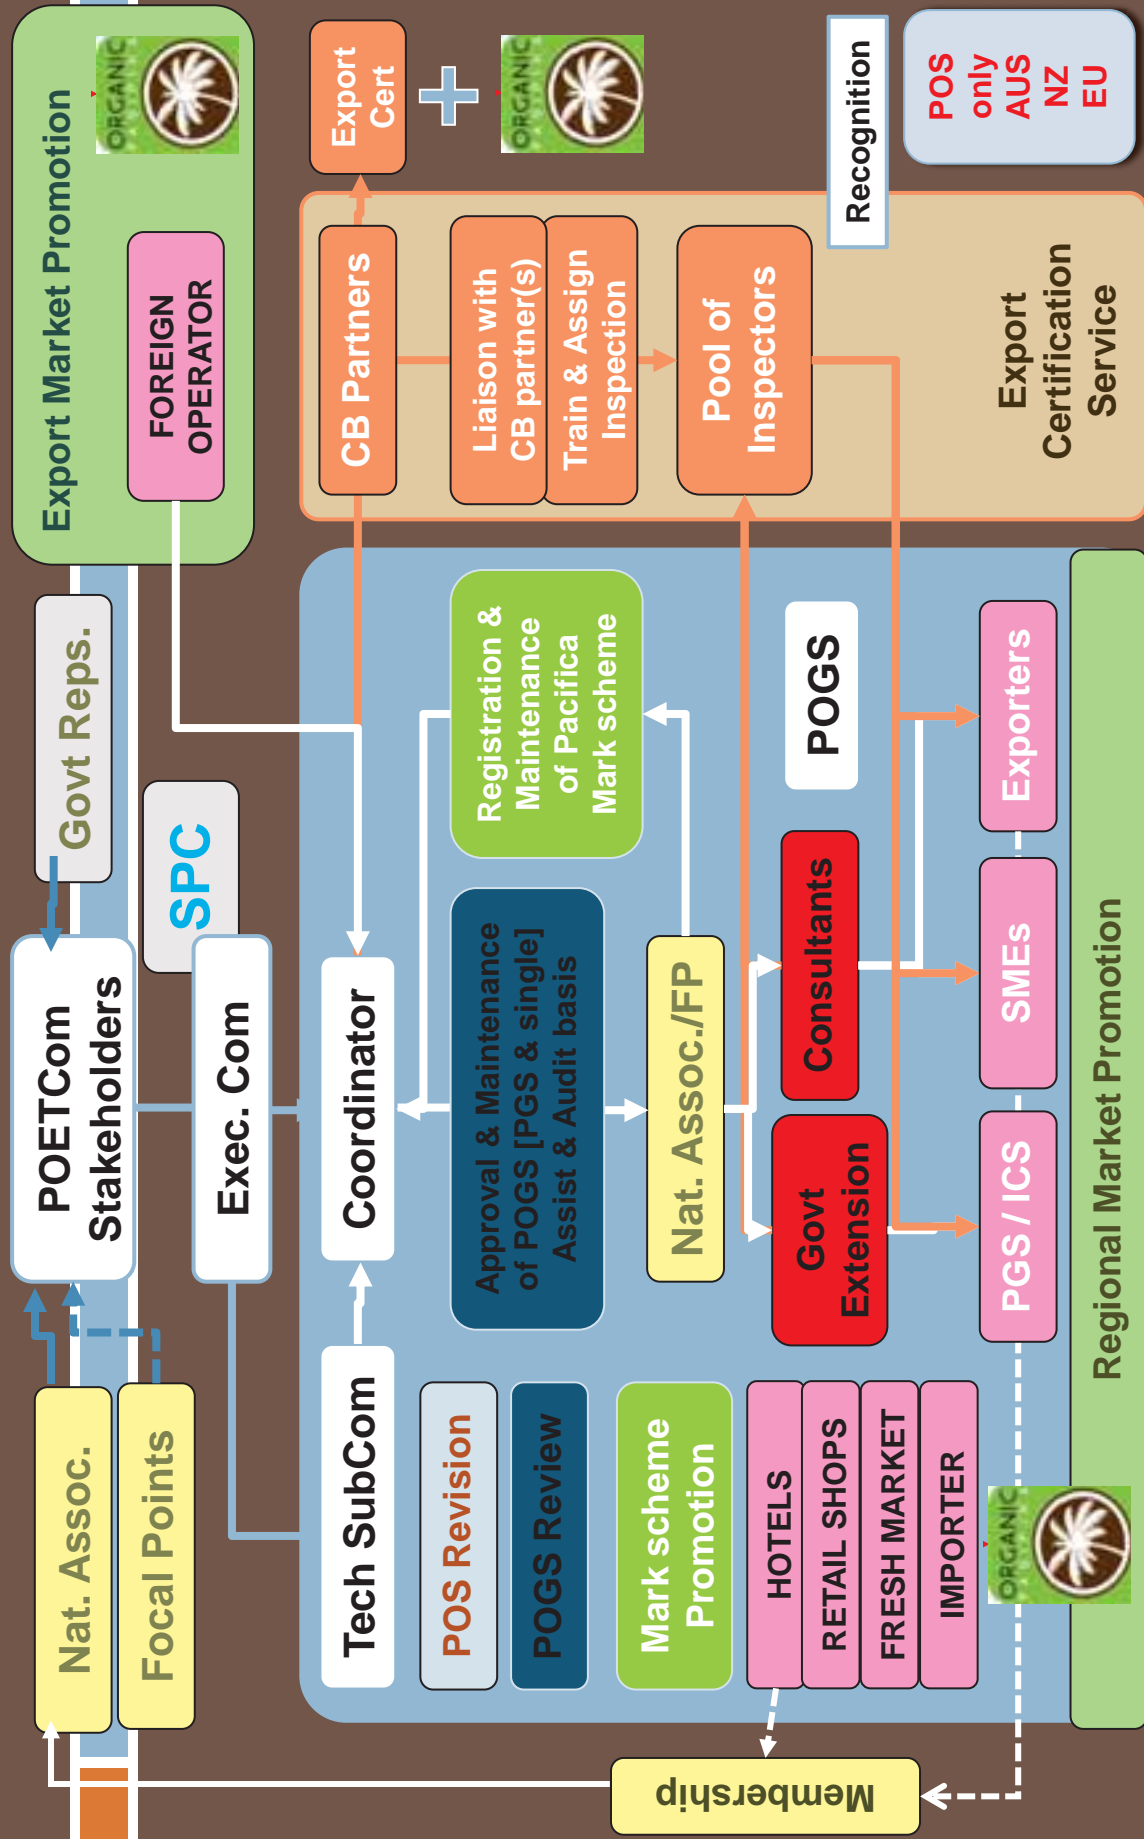 Nat. Assoc.
Focal Points
POETCom
Stakeholders
Govt Reps.
SPC
Exec. Com
Export Market Promotion
FOREIGN
OPERATOR
ORGANIC
Tech SubCom
Coordinator
CB Partners
Export
Cert
ORGANIC
POS Revision
POGS Review
Approval & Maintenance
of POGS [PGS & single]
Assist & Audit basis
Registration &
Maintenance
of Pacifica
Mark scheme
Liaison with
CB partner(s)
Train & Assign
Inspection
Mark scheme
Promotion
Nat. Assoc./FP
Pool of
Inspectors
Membership
HOTELS
RETAIL SHOPS
FRESH MARKET
IMPORTER
Govt
Extension
Consultants
POGS
Recognition
POS
only
AUS
NZ
EU
PGS / ICS
SMEs
Exporters
Export
Certification
Service
ORGANIC
Regional Market Promotion